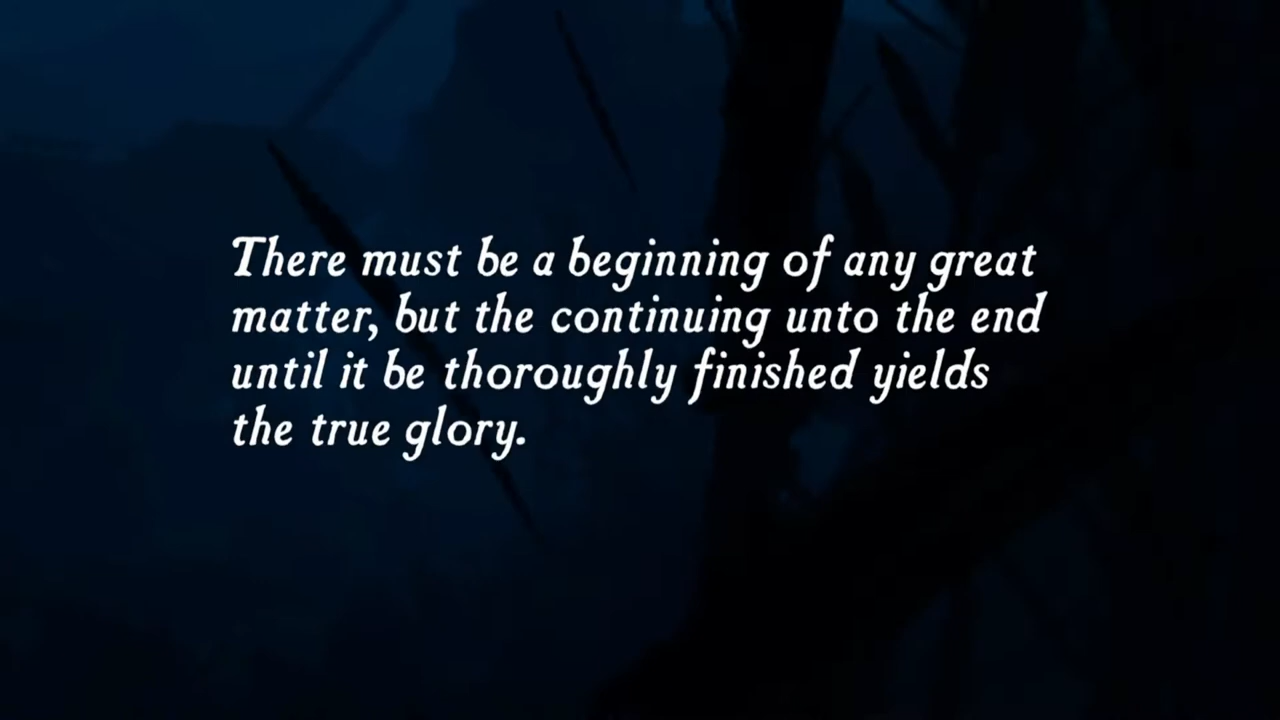 There must be a beginning of any great
matter, but the continuing unto the end
until it be thoroughly finished yields
the true glory.